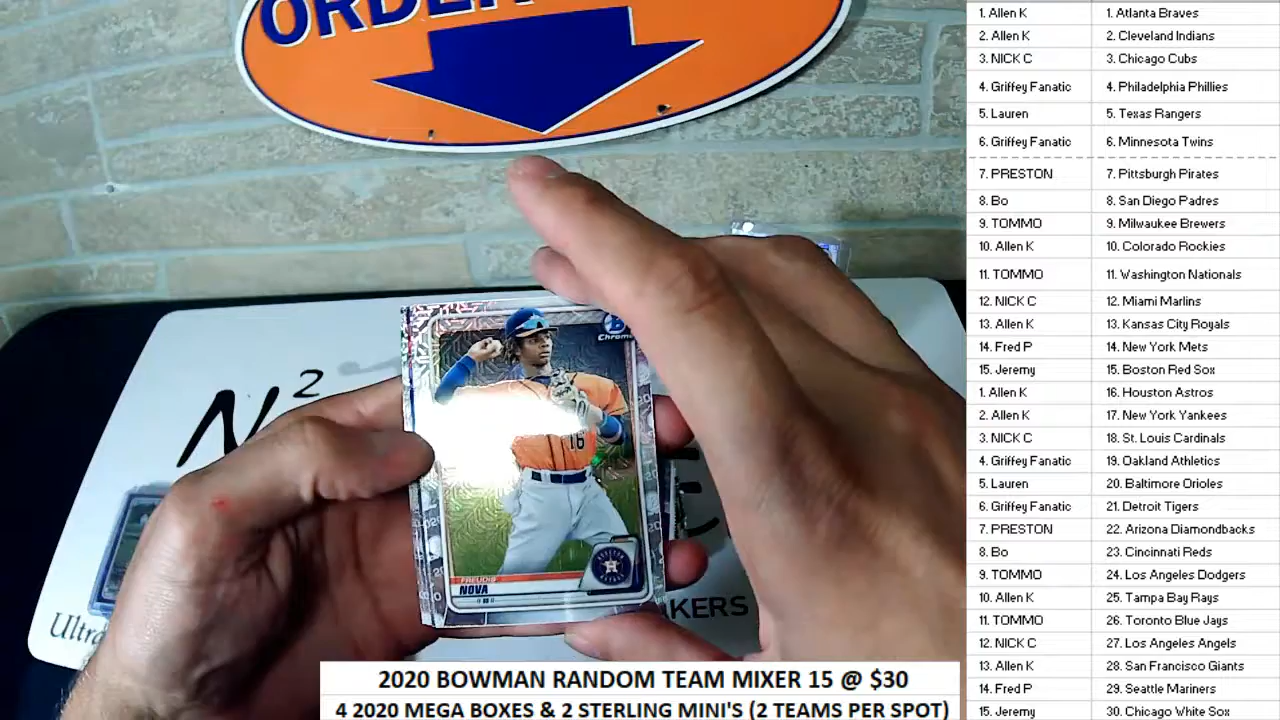 ORDER
N²
Ultra
KERS
Chrome
16
FREUDIS
NOVA
2020 BOWMAN RANDOM TEAM MIXER 15 @ $30
4 2020 MEGA BOXES & 2 STERLING MINI'S (2 TEAMS PER SPOT)
1. Allen K 1. Atlanta Braves
2. Allen K 2. Cleveland Indians
3. NICK C 3. Chicago Cubs
4. Griffey Fanatic 4. Philadelphia Phillies
5. Lauren 5. Texas Rangers
6. Griffey Fanatic 6. Minnesota Twins
7. PRESTON 7. Pittsburgh Pirates
8. Bo 8. San Diego Padres
9. TOMMO 9. Milwaukee Brewers
10. Allen K 10. Colorado Rockies
11. TOMMO 11. Washington Nationals
12. NICK C 12. Miami Marlins
13. Allen K 13. Kansas City Royals
14. Fred P 14. New York Mets
15. Jeremy 15. Boston Red Sox
1. Allen K 16. Houston Astros
2. Allen K 17. New York Yankees
3. NICK C 18. St. Louis Cardinals
4. Griffey Fanatic 19. Oakland Athletics
5. Lauren 20. Baltimore Orioles
6. Griffey Fanatic 21. Detroit Tigers
7. PRESTON 22. Arizona Diamondbacks
8. Bo 23. Cincinnati Reds
9. TOMMO 24. Los Angeles Dodgers
10. Allen K 25. Tampa Bay Rays
11. TOMMO 26. Toronto Blue Jays
12. NICK C 27. Los Angeles Angels
13. Allen K 28. San Francisco Giants
14. Fred P 29. Seattle Mariners
15. Jeremy 30. Chicago White Sox